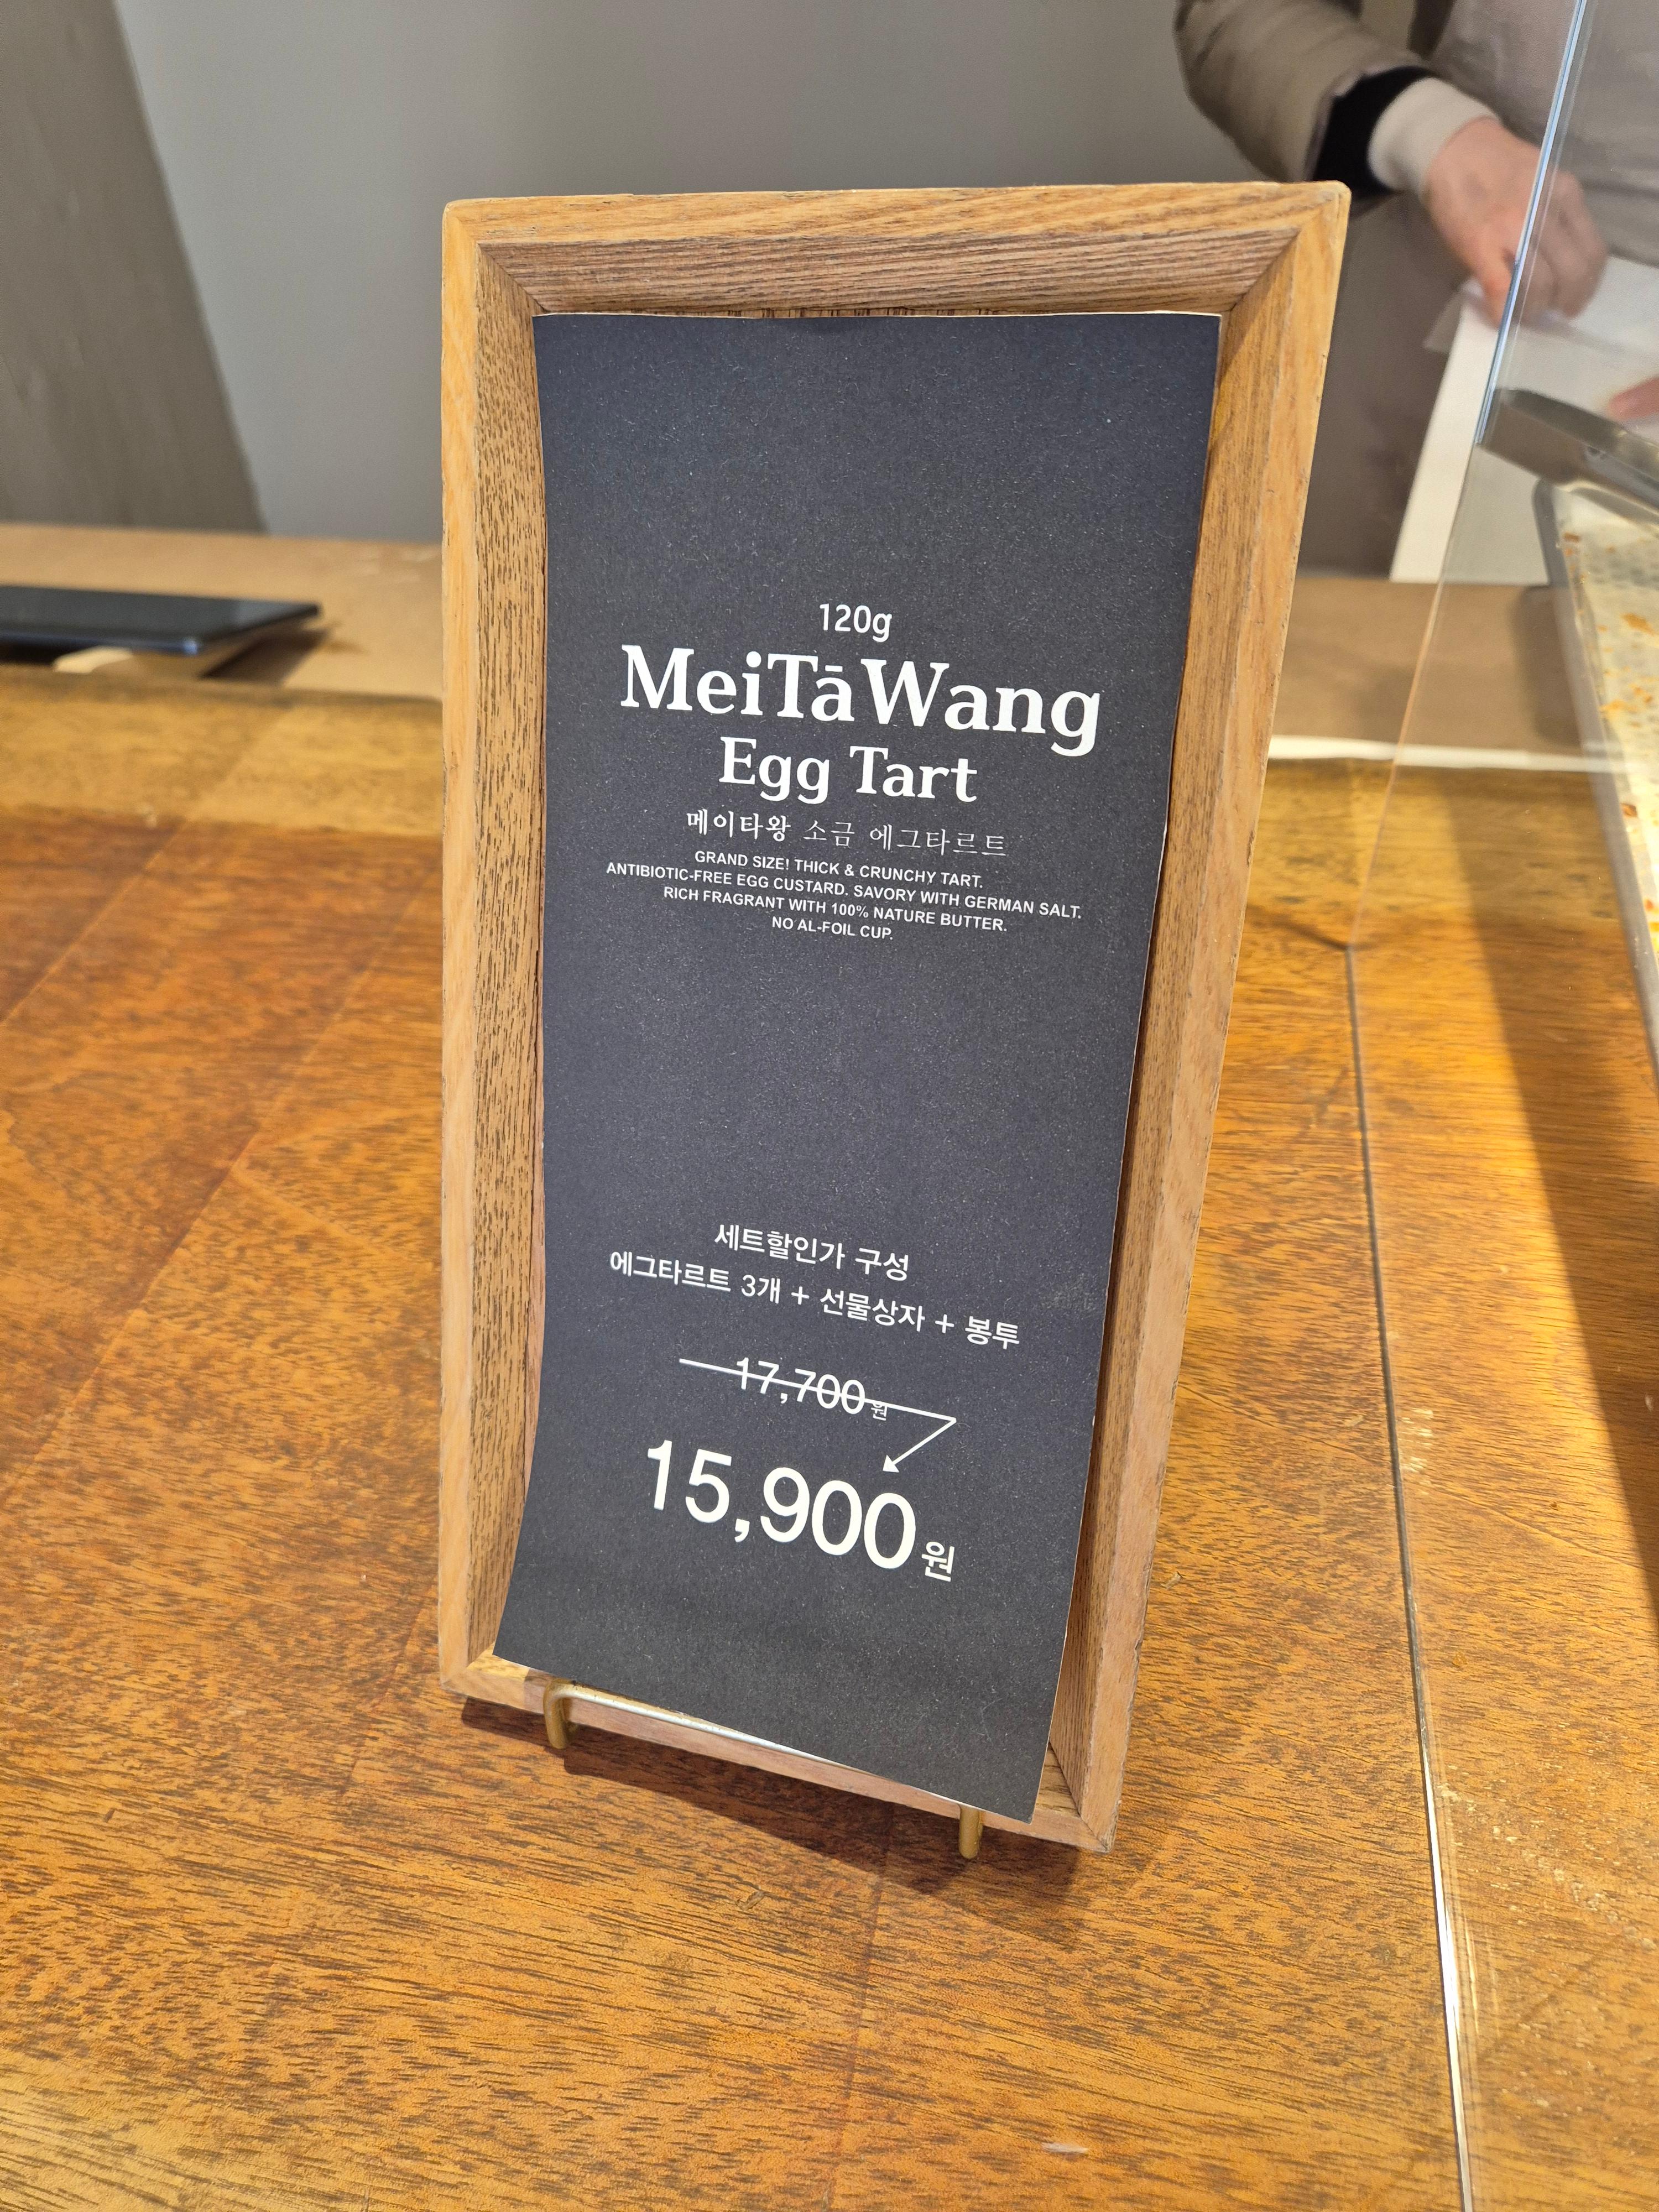 120g
MeiTāWang
Egg Tart
메이타왕 소금 에그타르트
GRAND SIZE! THICK & CRUNCHY TART.
ANTIBIOTIC-FREE EGG CUSTARD. SAVORY WITH GERMAN SALT.
RICH FRAGRANT WITH 100% NATURE BUTTER.
NO AL-FOIL CUP.
세트할인가 구성
에그타르트 3개 + 선물상자 + 봉투
17,700원
15,900원